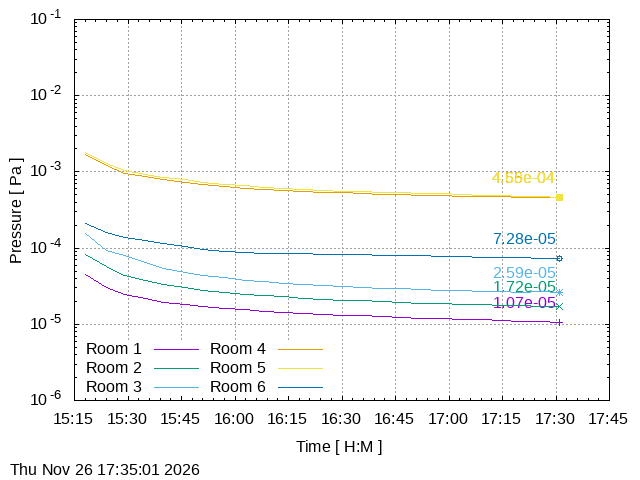 10^-1
10^-2
10^-3
10^-4
10^-5
10^-6
Pressure [ Pa ]
7.28e-05
2.59e-05
1.72e-05
1.07e-05
Room 1 Room 4
Room 2 Room 5
Room 3 Room 6
15:15 15:30 15:45 16:00 16:15 16:30 16:45 17:00 17:15 17:30 17:45
Time [ H:M ]
Thu Nov 26 17:35:01 2026